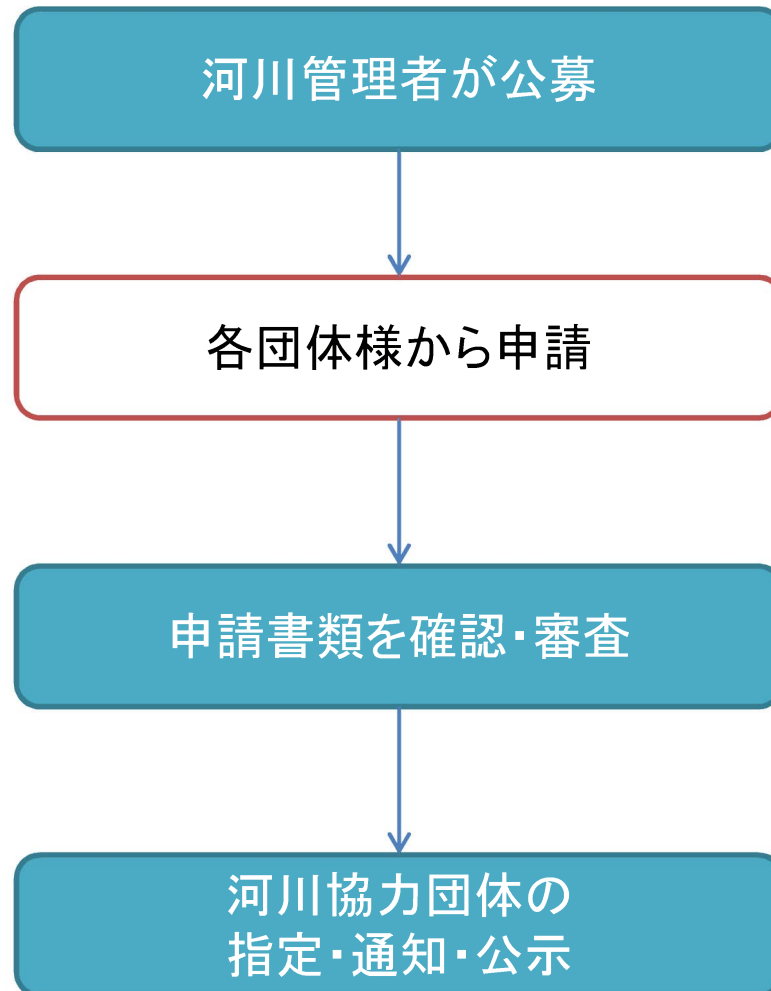 河川管理者が公募
各団体様から申請
申請書類を確認・審査
河川協力団体の
指定・通知・公示